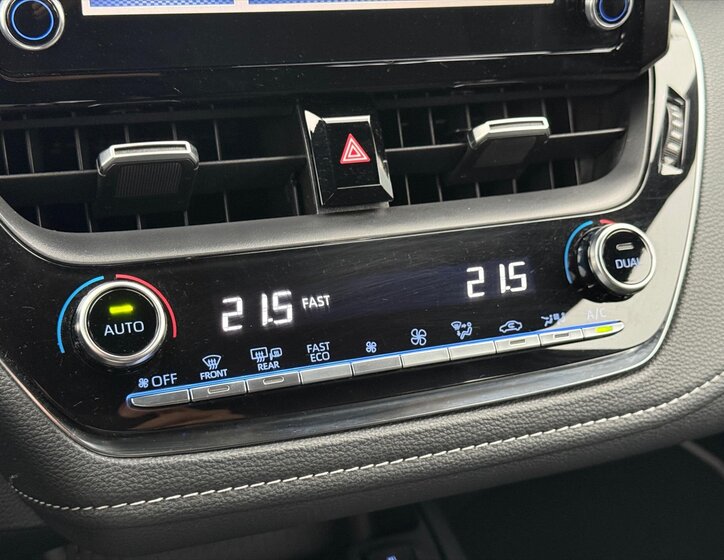 21.5 FAST 21.5
AUTO
DUAL
OFF
FRONT
REAR
FAST
ECO
A/C